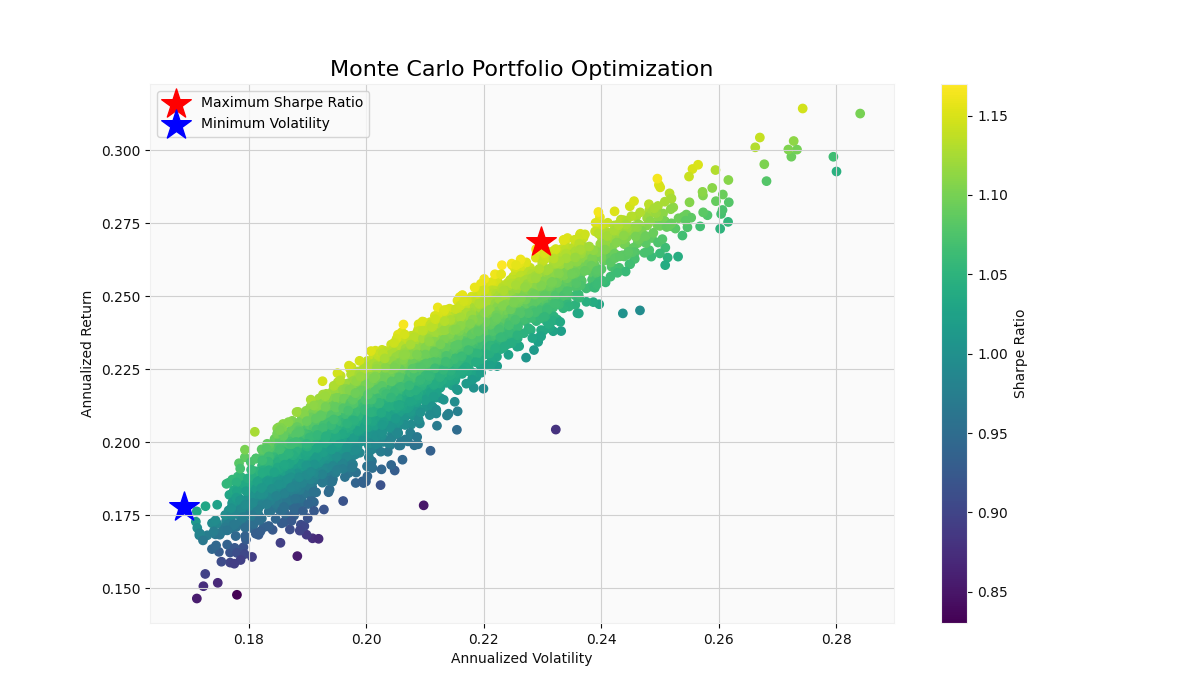 Monte Carlo Portfolio Optimization
Maximum Sharpe Ratio
Minimum Volatility
0.300
0.275
0.250
0.225
0.200
0.175
0.150
Annualized Return
0.18 0.20 0.22 0.24 0.26 0.28
Annualized Volatility
1.15
1.10
1.05
1.00
0.95
0.90
0.85
Sharpe Ratio